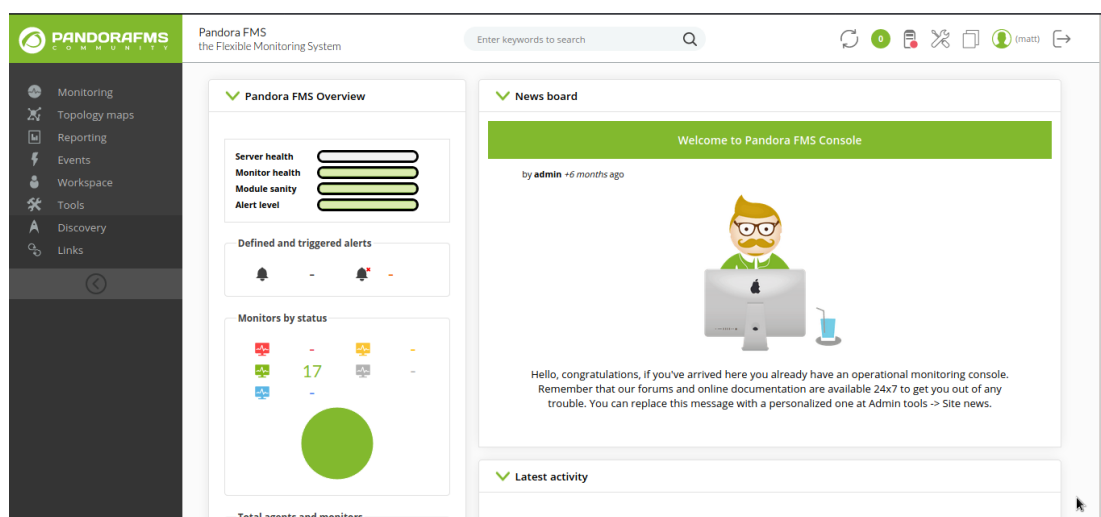 PANDORAFMS
COMMUNITY
Pandora FMS
the Flexible Monitoring System
Enter keywords to search
0
(matt)
Monitoring
Topology maps
Reporting
Events
Workspace
Tools
Discovery
Links
Pandora FMS Overview
Server health
Monitor health
Module sanity
Alert level
Defined and triggered alerts
-
-
Monitors by status
-
-
17
-
-
Total agents and monitors
News board
Welcome to Pandora FMS Console
by admin +6 months ago
Hello, congratulations, if you've arrived here you already have an operational monitoring console.
Remember that our forums and online documentation are available 24x7 to get you out of any
trouble. You can replace this message with a personalized one at Admin tools -> Site news.
Latest activity